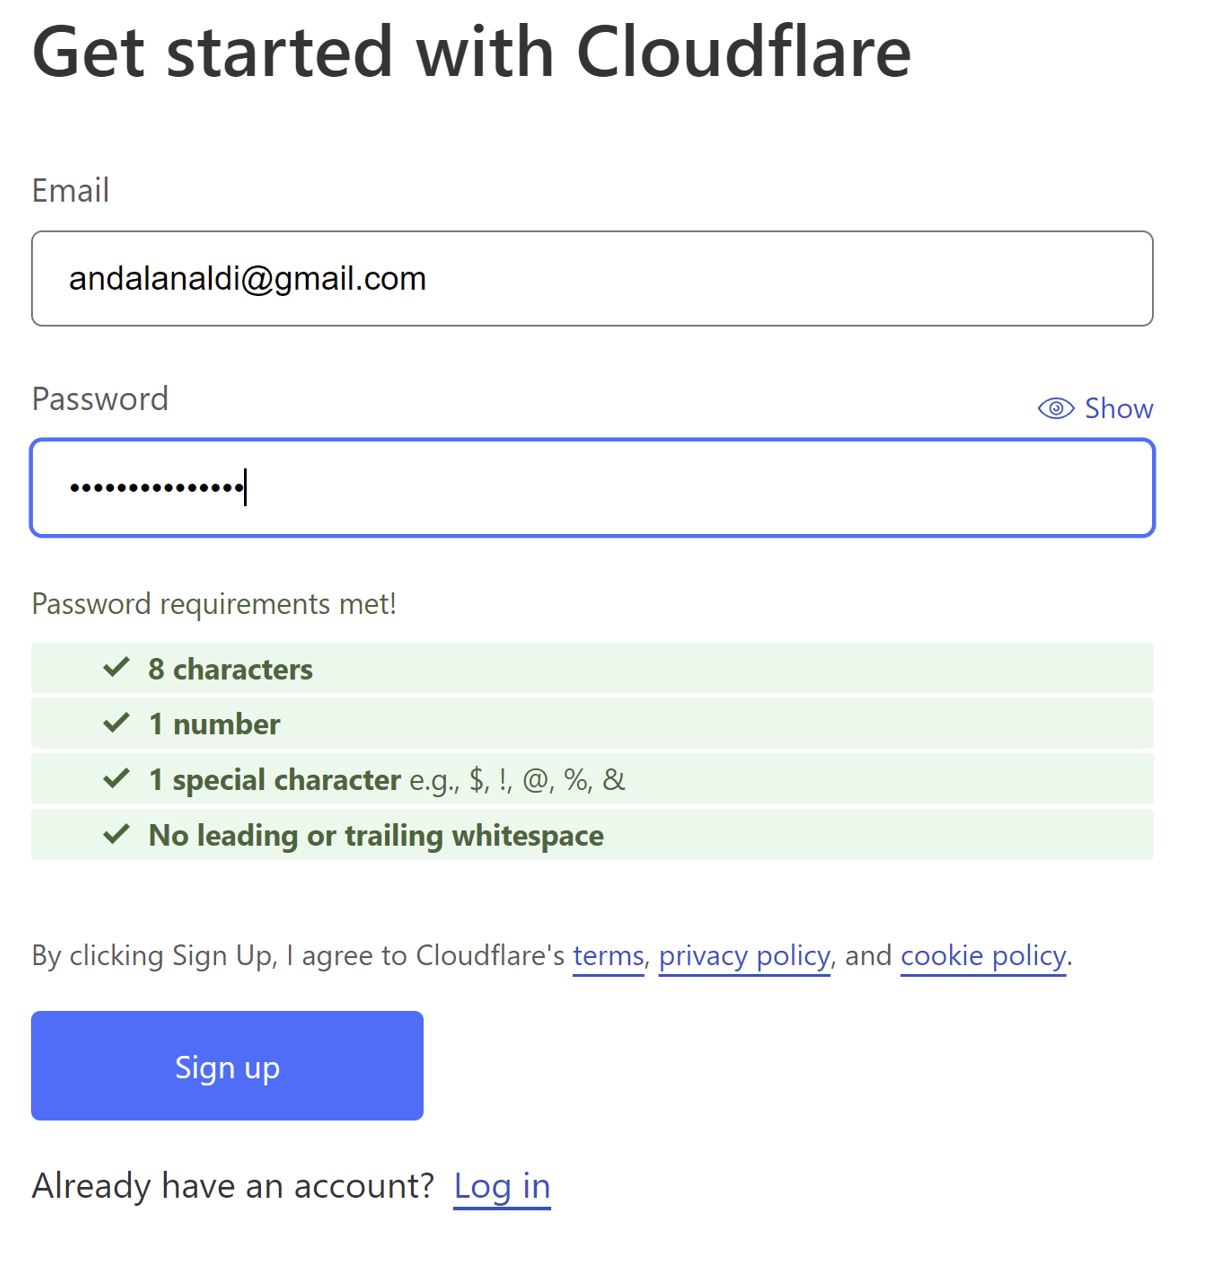 Get started with Cloudflare
Email
andalanaldi@gmail.com
Password
Show
•••••••••••••••
Password requirements met!
8 characters
1 number
1 special character e.g., $, !, @, %, &
No leading or trailing whitespace
By clicking Sign Up, I agree to Cloudflare's terms, privacy policy, and cookie policy.
Sign up
Already have an account? Log in